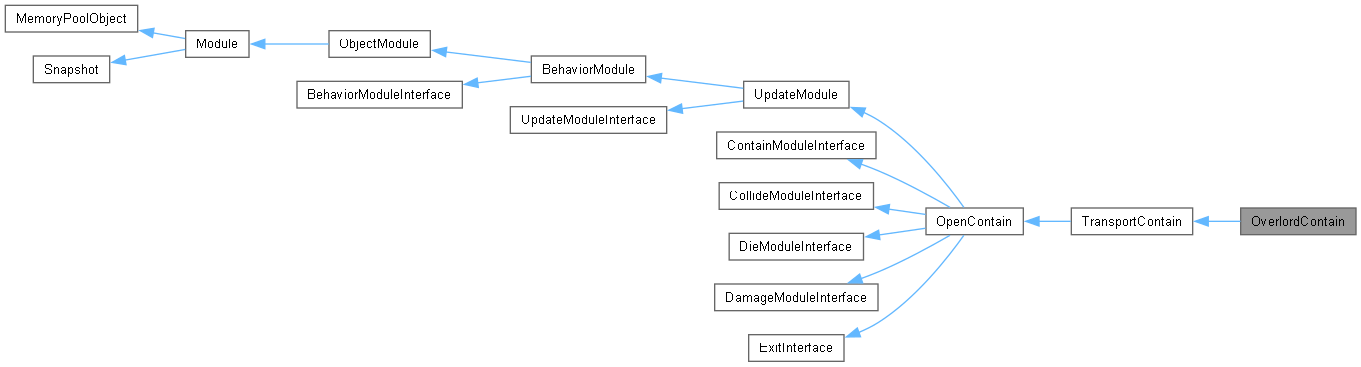 MemoryPoolObject
Snapshot
Module
ObjectModule
BehaviorModuleInterface
BehaviorModule
UpdateModuleInterface
UpdateModule
ContainModuleInterface
CollideModuleInterface
DieModuleInterface
DamageModuleInterface
ExitInterface
OpenContain
TransportContain
OverlordContain